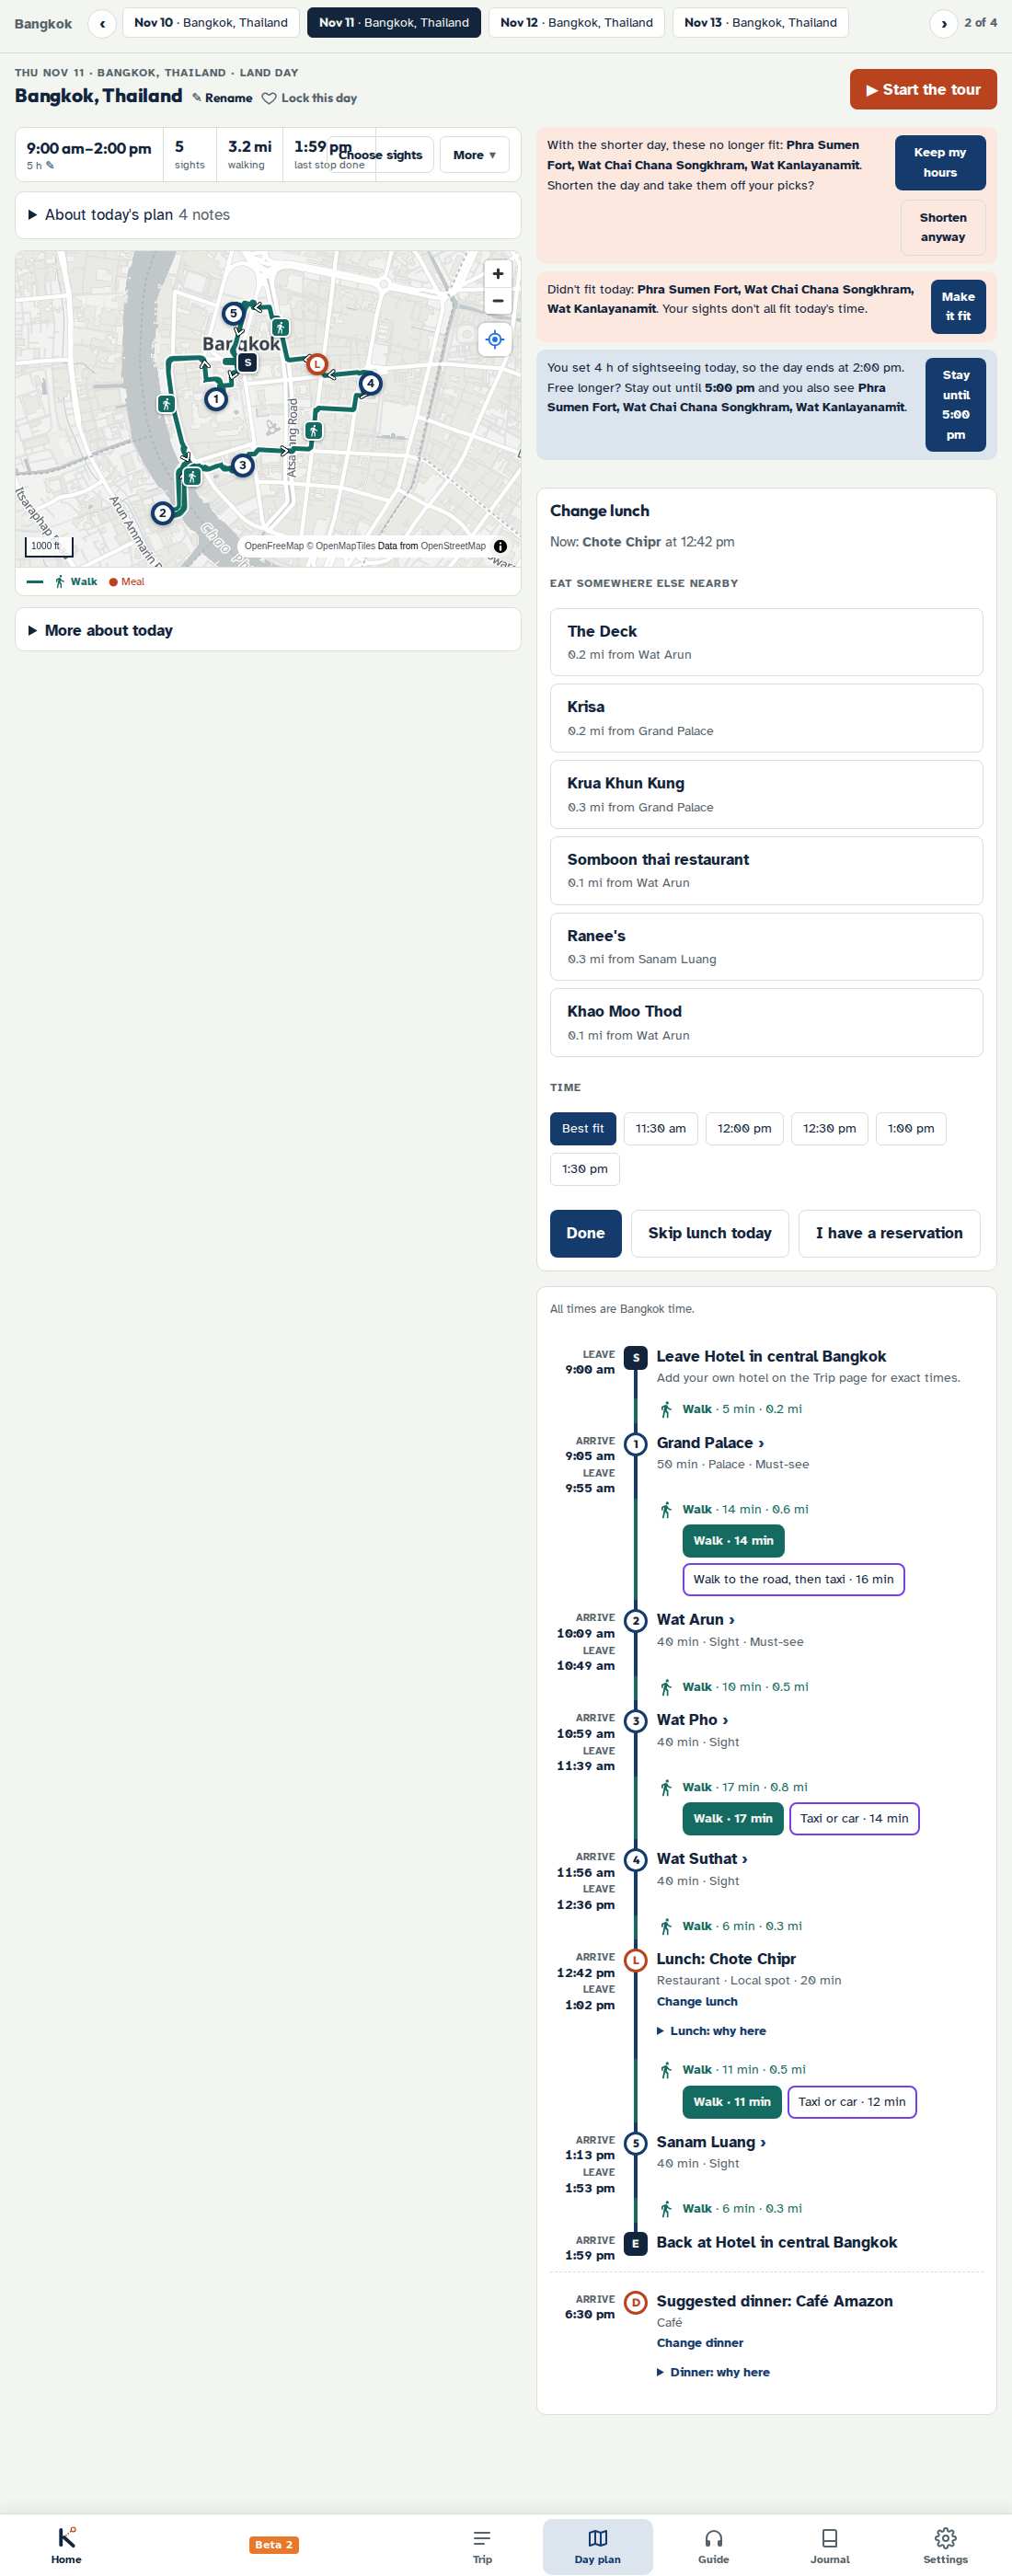 Bangkok
‹
Nov 10 · Bangkok, Thailand
Nov 11 · Bangkok, Thailand
Nov 12 · Bangkok, Thailand
Nov 13 · Bangkok, Thailand
›
2 of 4
THU NOV 11 · BANGKOK, THAILAND · LAND DAY
Bangkok, Thailand
✎ Rename
Lock this day
▶ Start the tour
9:00 am–2:00 pm
5 h ✎
5
sights
3.2 mi
walking
1:59 pm
last stop done
Choose sights
More ▾
▶ About today's plan 4 notes
Bangkok
5
S
L
4
1
3
2
Atsa
ng Road
Itsaraphap
Arun Ammarin
Chao Ph
+
−
1000 ft
OpenFreeMap © OpenMapTiles Data from OpenStreetMap
Walk
Meal
▶ More about today
With the shorter day, these no longer fit: Phra Sumen
Fort, Wat Chai Chana Songkhram, Wat Kanlayanamit.
Shorten the day and take them off your picks?
Keep my
hours
Shorten
anyway
Didn't fit today: Phra Sumen Fort, Wat Chai Chana Songkhram,
Wat Kanlayanamit. Your sights don't all fit today's time.
Make
it fit
You set 4 h of sightseeing today, so the day ends at 2:00 pm.
Free longer? Stay out until 5:00 pm and you also see Phra
Sumen Fort, Wat Chai Chana Songkhram, Wat Kanlayanamit.
Stay
until
5:00
pm
Change lunch
Now: Chote Chipr at 12:42 pm
EAT SOMEWHERE ELSE NEARBY
The Deck
0.2 mi from Wat Arun
Krisa
0.2 mi from Grand Palace
Krua Khun Kung
0.3 mi from Grand Palace
Somboon thai restaurant
0.1 mi from Wat Arun
Ranee's
0.3 mi from Sanam Luang
Khao Moo Thod
0.1 mi from Wat Arun
TIME
Best fit
11:30 am
12:00 pm
12:30 pm
1:00 pm
1:30 pm
Done
Skip lunch today
I have a reservation
All times are Bangkok time.
LEAVE
9:00 am
S
Leave Hotel in central Bangkok
Add your own hotel on the Trip page for exact times.
Walk · 5 min · 0.2 mi
ARRIVE
9:05 am
LEAVE
9:55 am
1
Grand Palace ›
50 min · Palace · Must-see
Walk · 14 min · 0.6 mi
Walk · 14 min
Walk to the road, then taxi · 16 min
ARRIVE
10:09 am
LEAVE
10:49 am
2
Wat Arun ›
40 min · Sight · Must-see
Walk · 10 min · 0.5 mi
ARRIVE
10:59 am
LEAVE
11:39 am
3
Wat Pho ›
40 min · Sight
Walk · 17 min · 0.8 mi
Walk · 17 min
Taxi or car · 14 min
ARRIVE
11:56 am
LEAVE
12:36 pm
4
Wat Suthat ›
40 min · Sight
Walk · 6 min · 0.3 mi
ARRIVE
12:42 pm
LEAVE
1:02 pm
L
Lunch: Chote Chipr
Restaurant · Local spot · 20 min
Change lunch
▶ Lunch: why here
Walk · 11 min · 0.5 mi
Walk · 11 min
Taxi or car · 12 min
ARRIVE
1:13 pm
LEAVE
1:53 pm
5
Sanam Luang ›
40 min · Sight
Walk · 6 min · 0.3 mi
ARRIVE
1:59 pm
E
Back at Hotel in central Bangkok
ARRIVE
6:30 pm
D
Suggested dinner: Café Amazon
Café
Change dinner
▶ Dinner: why here
Home
Beta 2
Trip
Day plan
Guide
Journal
Settings